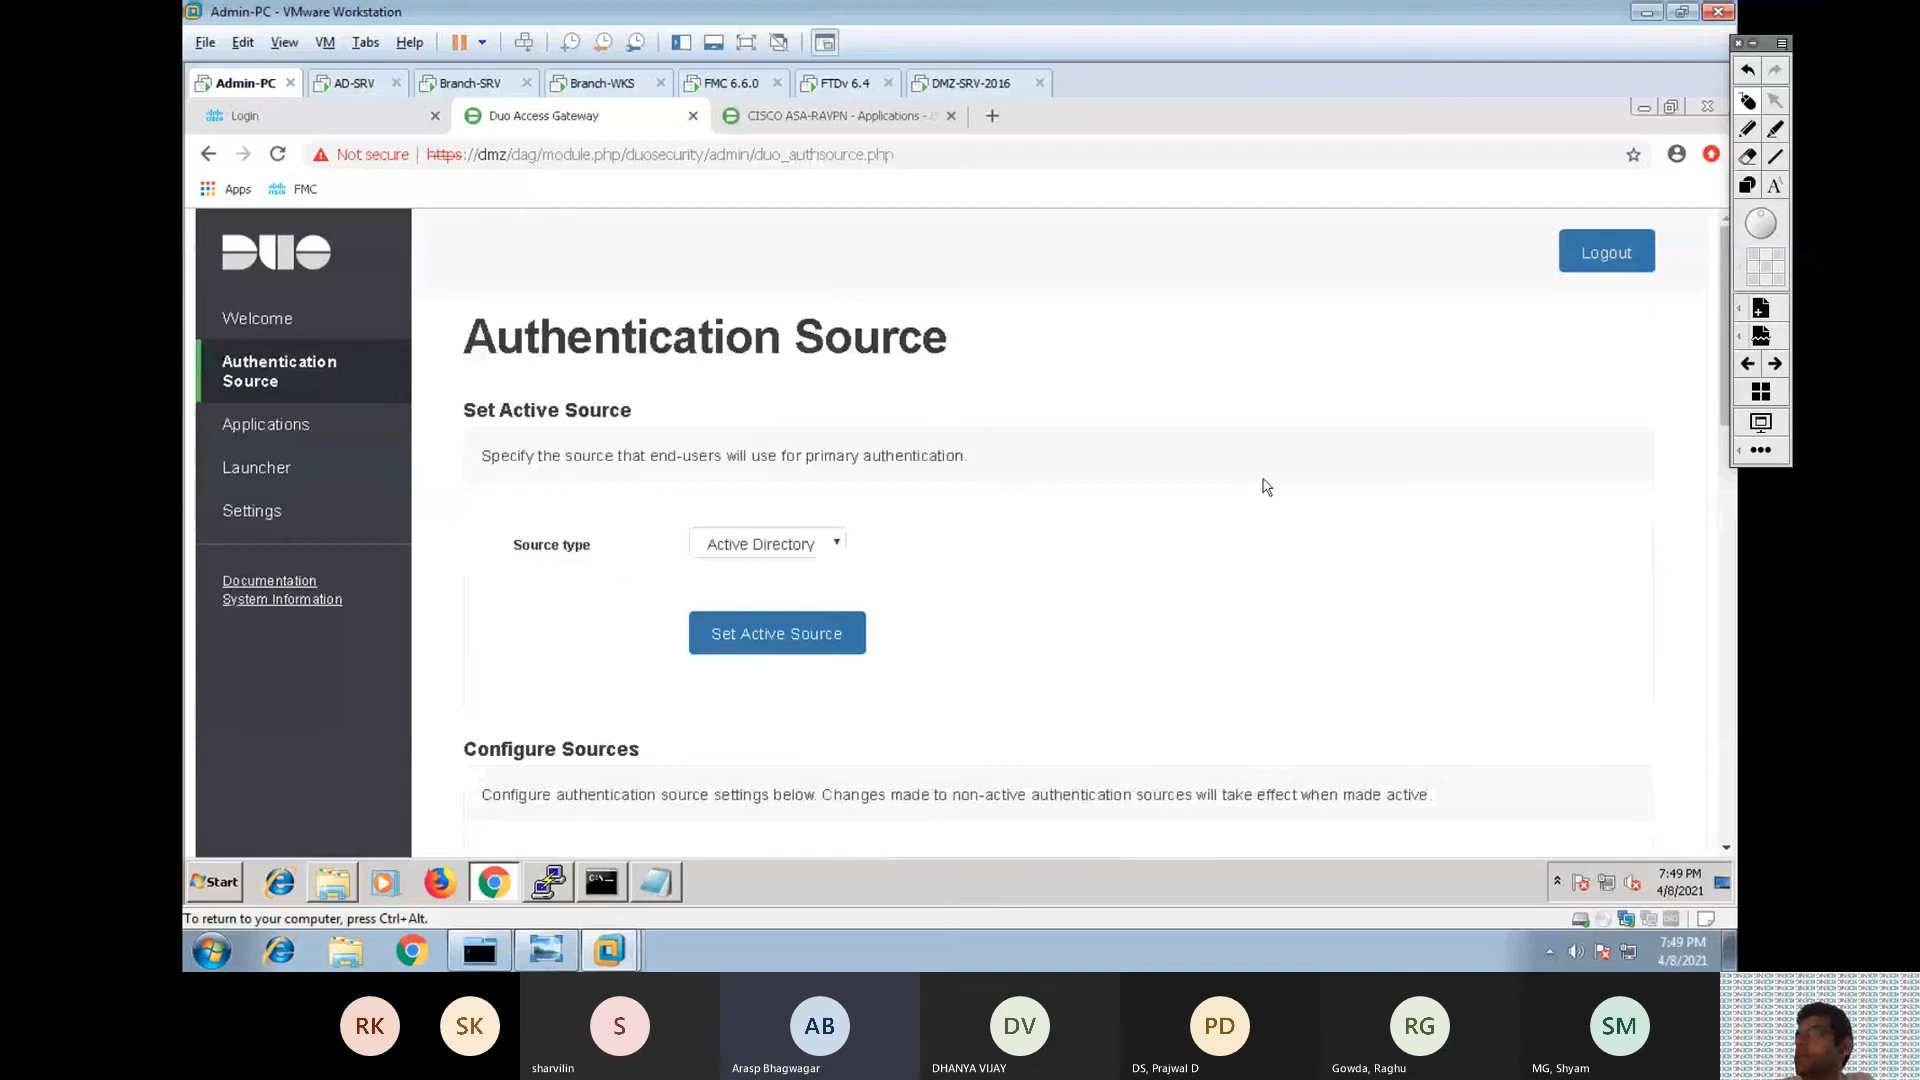 Admin-PC - VMware Workstation
File Edit View VM Tabs Help
Admin-PC AD-SRV Branch-SRV Branch-WKS FMC 6.6.0 FTDv 6.4 DMZ-SRV-2016
Login Duo Access Gateway CISCO ASA-RAVPN - Applications -
Not secure https://dmz/dag/module.php/duosecurity/admin/duo_authsource.php
Apps FMC
DUO
Logout
Welcome
Authentication
Source
Applications
Launcher
Settings
Documentation
System Information
Authentication Source
Set Active Source
Specify the source that end-users will use for primary authentication.
Source type Active Directory
Set Active Source
Configure Sources
Configure authentication source settings below. Changes made to non-active authentication sources will take effect when made active.
Start
C:\_
7:49 PM
4/8/2021
To return to your computer, press Ctrl+Alt.
7:49 PM
4/8/2021
RK SK S AB DV PD RG SM
sharvilin Arasp Bhagwagar DHANYA VIJAY DS, Prajwal D Gowda, Raghu MG, Shyam